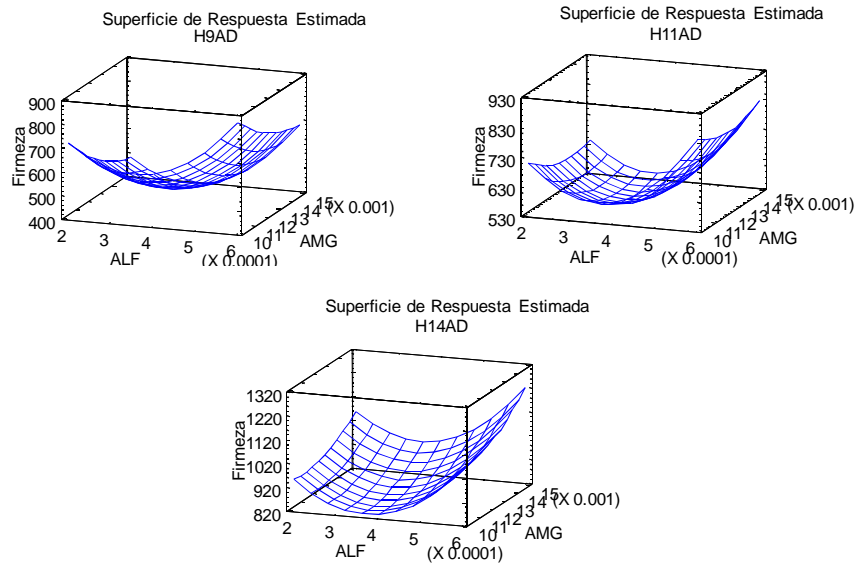 Superficie de Respuesta Estimada
H9AD
Firmeza
900
800
700
600
500
400
2 3 4 5 6
ALF
(X 0.0001)
10 11 12 13 14 15
(X 0.001)
AMG
Superficie de Respuesta Estimada
H11AD
Firmeza
930
830
730
630
530
2 3 4 5 6
ALF
(X 0.0001)
10 11 12 13 14 15
(X 0.001)
AMG
Superficie de Respuesta Estimada
H14AD
Firmeza
1320
1220
1120
1020
920
820
2 3 4 5 6
ALF
(X 0.0001)
10 11 12 13 14 15
(X 0.001)
AMG